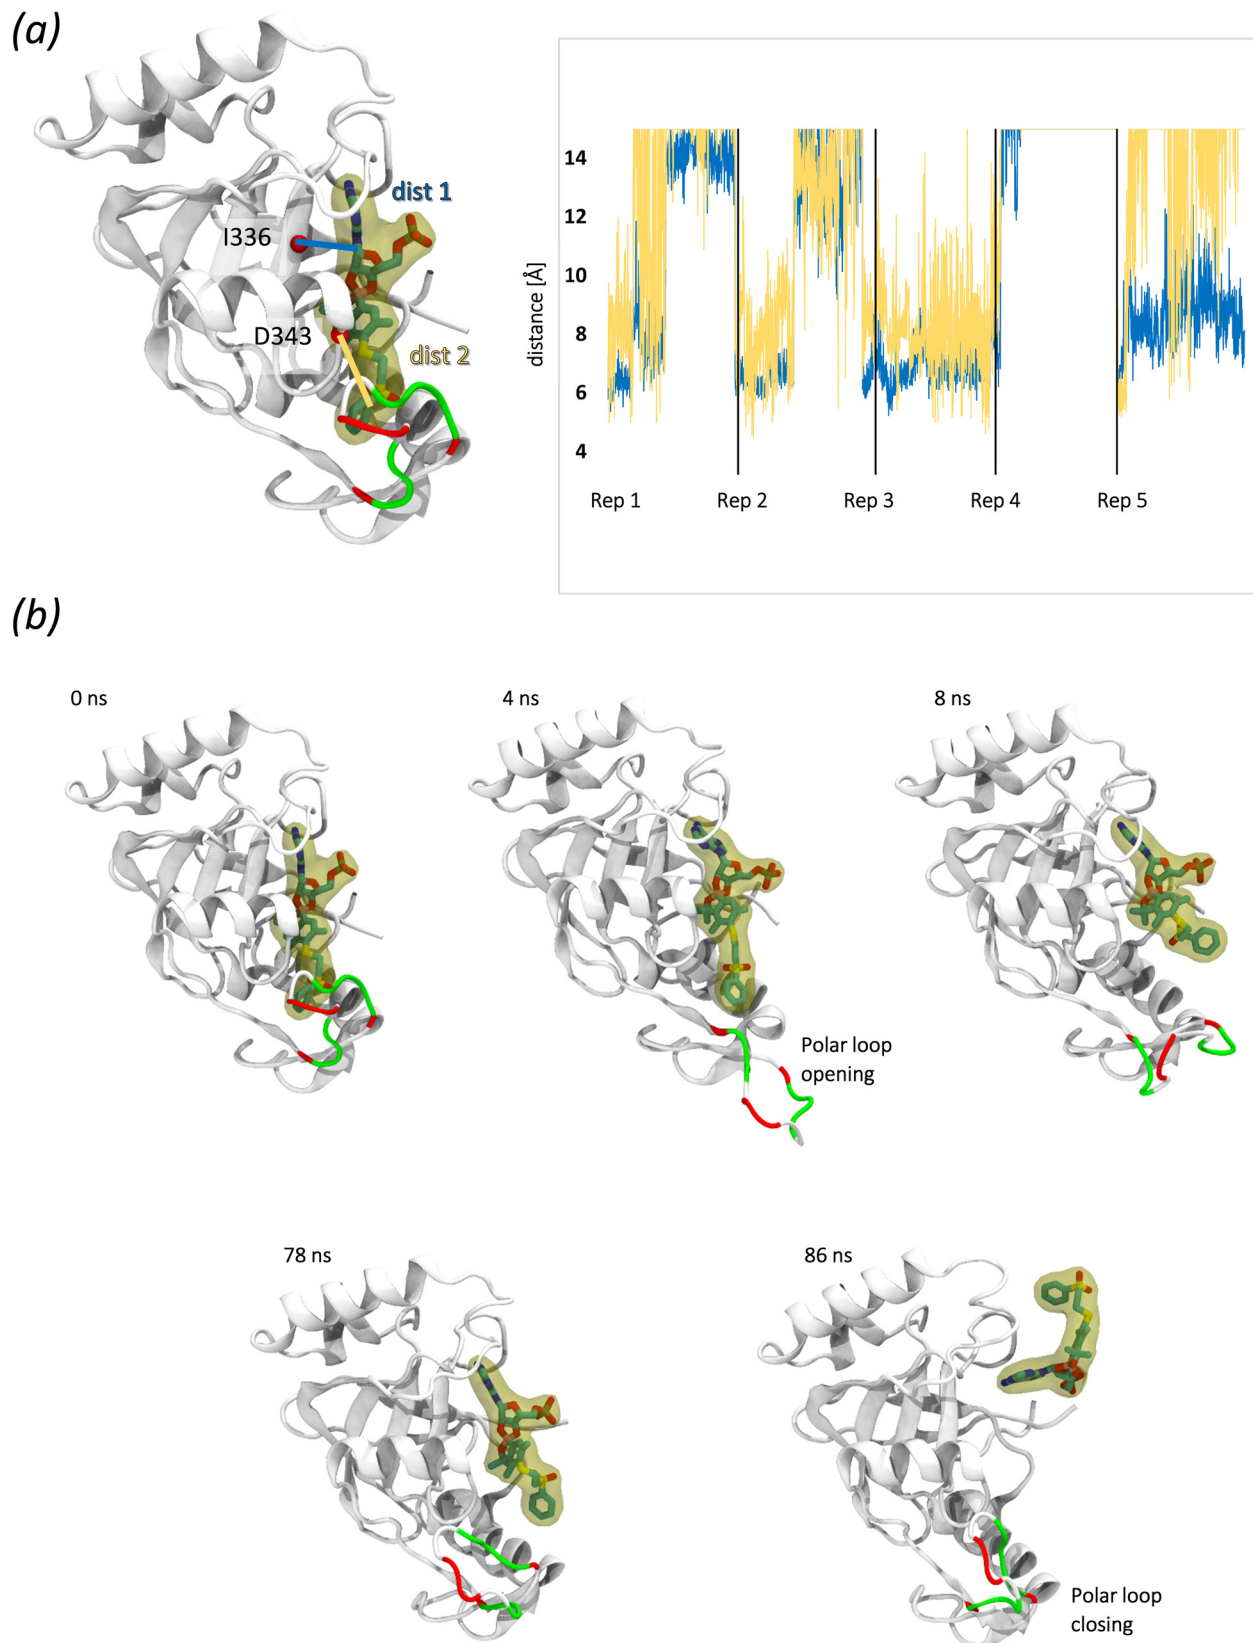 (a)
dist 1
I336
D343
dist 2
distance [Å]
14
12
10
8
6
4
Rep 1 Rep 2 Rep 3 Rep 4 Rep 5
(b)
0 ns
4 ns
8 ns
Polar loop
opening
78 ns
86 ns
Polar loop
closing